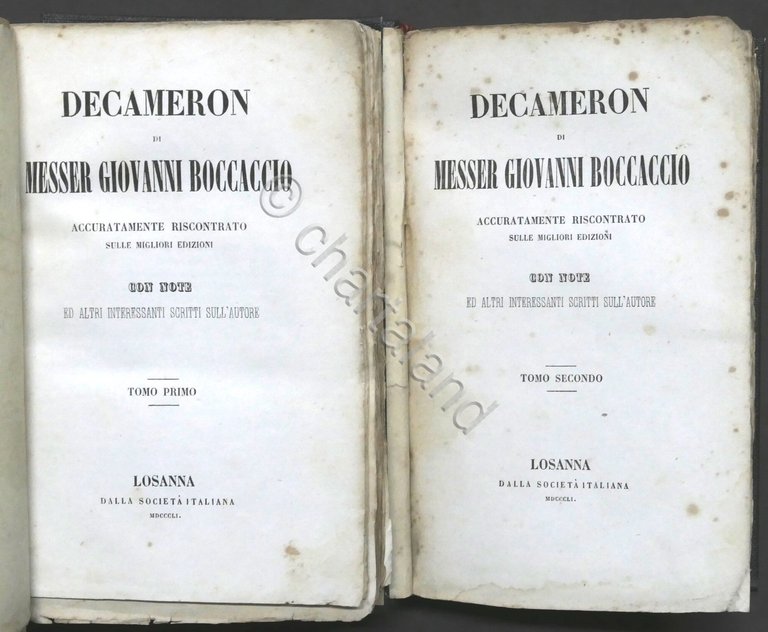 DECAMERON
DI
MESSER GIOVANNI BOCCACCIO
ACCURATAMENTE RISCONTRATO
SULLE MIGLIORI EDIZIONI
CON NOTE
ED ALTRI INTERESSANTI SCRITTI SULL'AUTORE
TOMO PRIMO
LOSANNA
DALLA SOCIETÀ ITALIANA
MDCCCLI.
DECAMERON
DI
MESSER GIOVANNI BOCCACCIO
ACCURATAMENTE RISCONTRATO
SULLE MIGLIORI EDIZIONI
CON NOTE
ED ALTRI INTERESSANTI SCRITTI SULL'AUTORE
TOMO SECONDO
LOSANNA
DALLA SOCIETÀ ITALIANA
MDCCCLI.
© chartaland